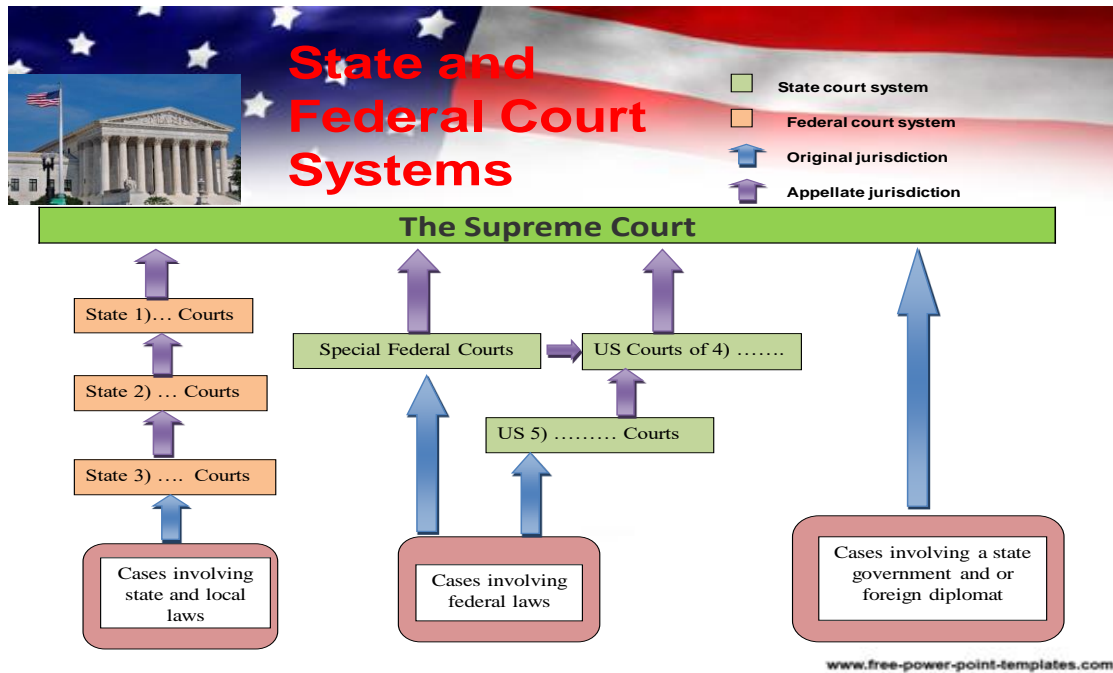 State and
Federal Court
Systems
State court system
Federal court system
Original jurisdiction
Appellate jurisdiction
The Supreme Court
State 1)… Courts
State 2) … Courts
State 3) …. Courts
Special Federal Courts
US Courts of 4) …….
US 5) ……… Courts
Cases involving
state and local
laws
Cases involving
federal laws
Cases involving a state
government and or
foreign diplomat
www.free-power-point-templates.com